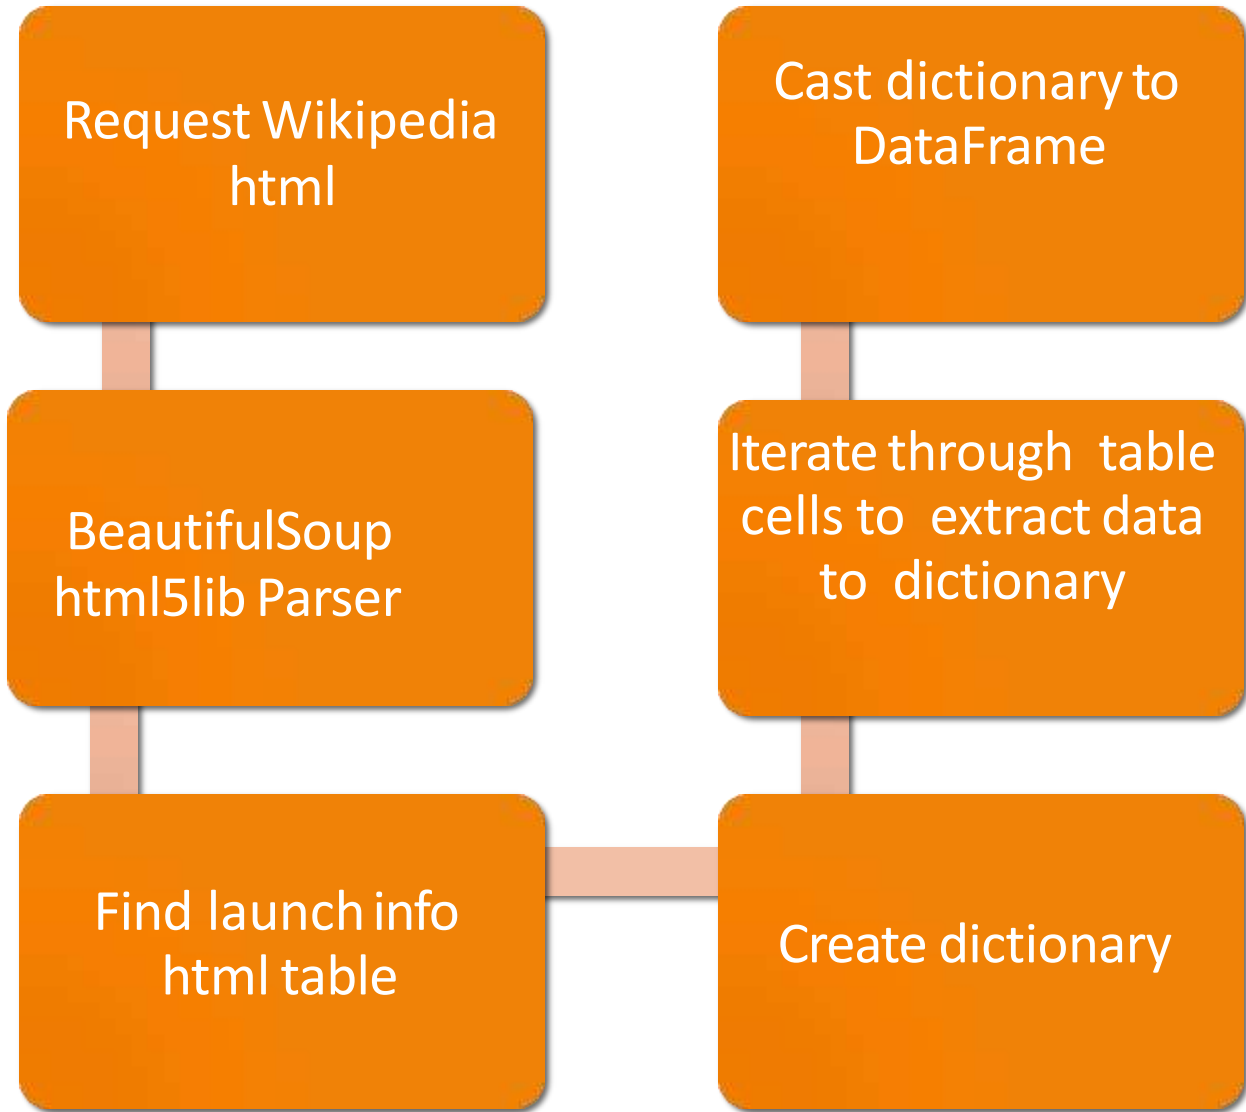 Request Wikipedia
html
BeautifulSoup
html5lib Parser
Find launch info
html table
Create dictionary
Iterate through table
cells to extract data
to dictionary
Cast dictionary to
DataFrame